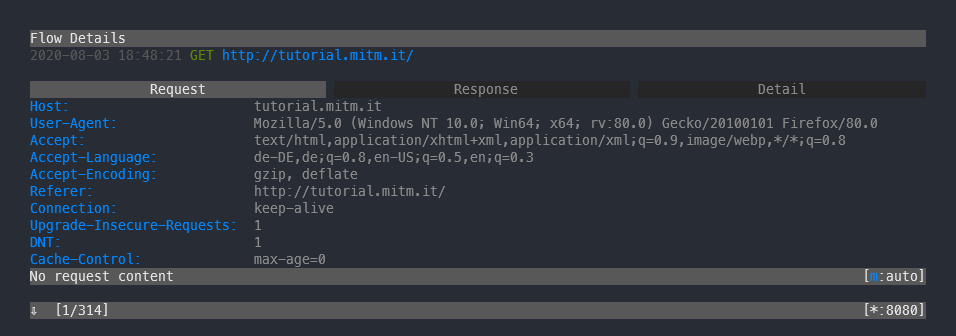 Flow Details
2020-08-03 18:48:21 GET http://tutorial.mitm.it/
Request Response Detail
Host: tutorial.mitm.it
User-Agent: Mozilla/5.0 (Windows NT 10.0; Win64; x64; rv:80.0) Gecko/20100101 Firefox/80.0
Accept: text/html,application/xhtml+xml,application/xml;q=0.9,image/webp,*/*;q=0.8
Accept-Language: de-DE,de;q=0.8,en-US;q=0.5,en;q=0.3
Accept-Encoding: gzip, deflate
Referer: http://tutorial.mitm.it/
Connection: keep-alive
Upgrade-Insecure-Requests: 1
DNT: 1
Cache-Control: max-age=0
No request content [m:auto]
⇩ [1/314] [*:8080]